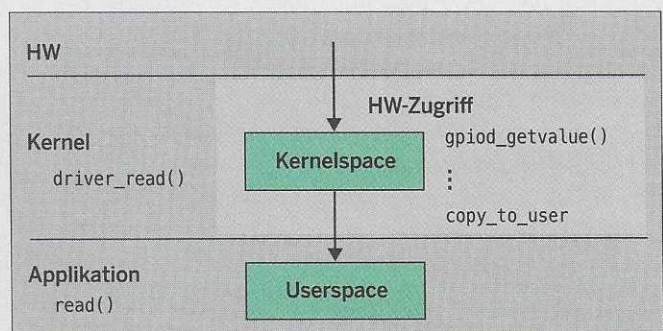 HW
HW-Zugriff
Kernel
gpiod_getvalue()
Kernelspace
driver_read()
⋮
copy_to_user
Applikation
Userspace
read()